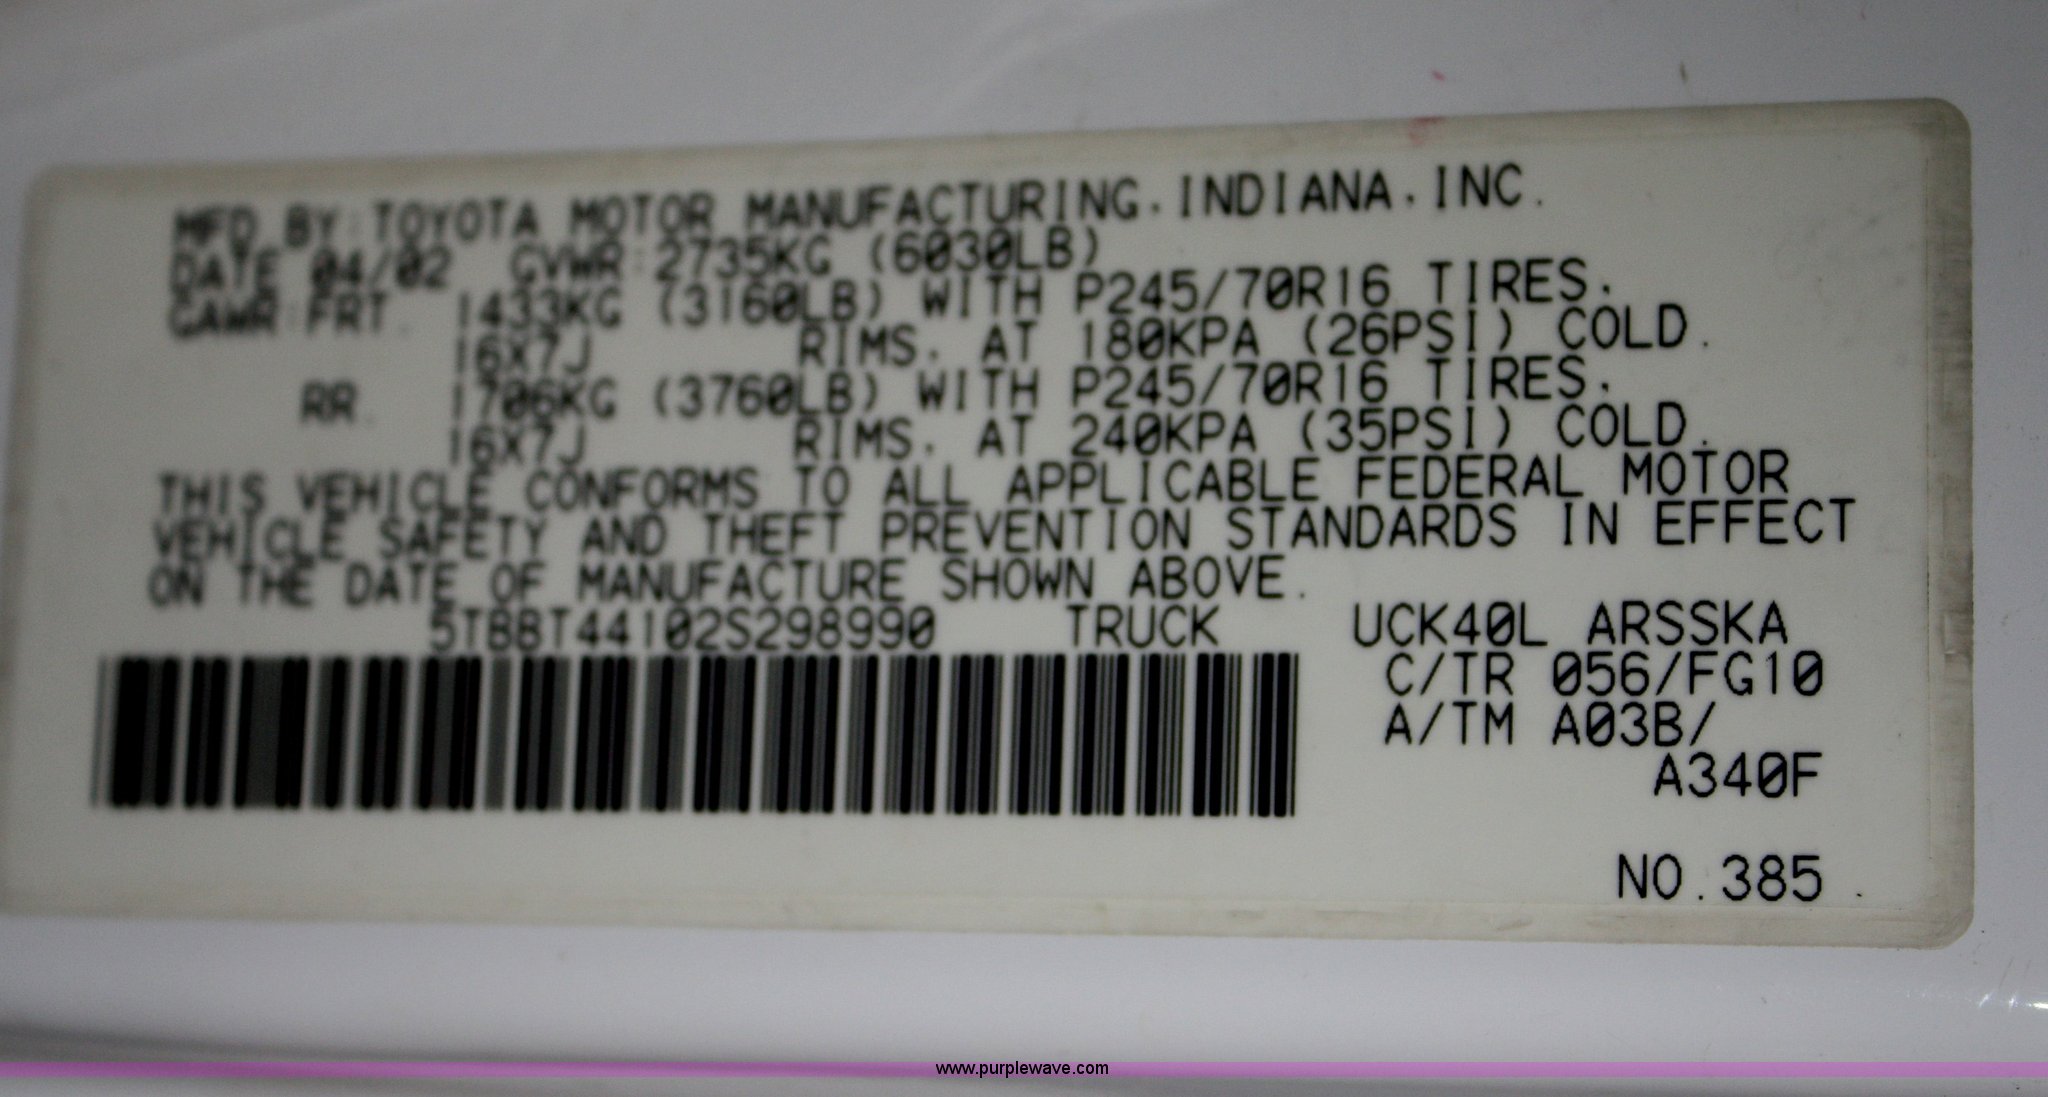 MFD BY: TOYOTA MOTOR MANUFACTURING, INDIANA, INC.
DATE 04/02 GVWR: 2735KG (6030LB)
GAWR: FRT. 1433KG (3160LB) WITH P245/70R16 TIRES.
16X7J RIMS. AT 180KPA (26PSI) COLD.
RR. 1706KG (3760LB) WITH P245/70R16 TIRES.
16X7J RIMS. AT 240KPA (35PSI) COLD.
THIS VEHICLE CONFORMS TO ALL APPLICABLE FEDERAL MOTOR
VEHICLE SAFETY AND THEFT PREVENTION STANDARDS IN EFFECT
ON THE DATE OF MANUFACTURE SHOWN ABOVE.
5TBBT44102S298990 TRUCK UCK40L ARSSKA
C/TR 056/FG10
A/TM A03B/
A340F
NO.385
www.purplewave.com